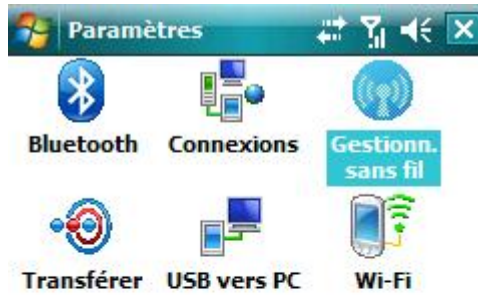 Paramètres
Bluetooth
Connexions
Gestionn.
sans fil
Transférer
USB vers PC
Wi-Fi